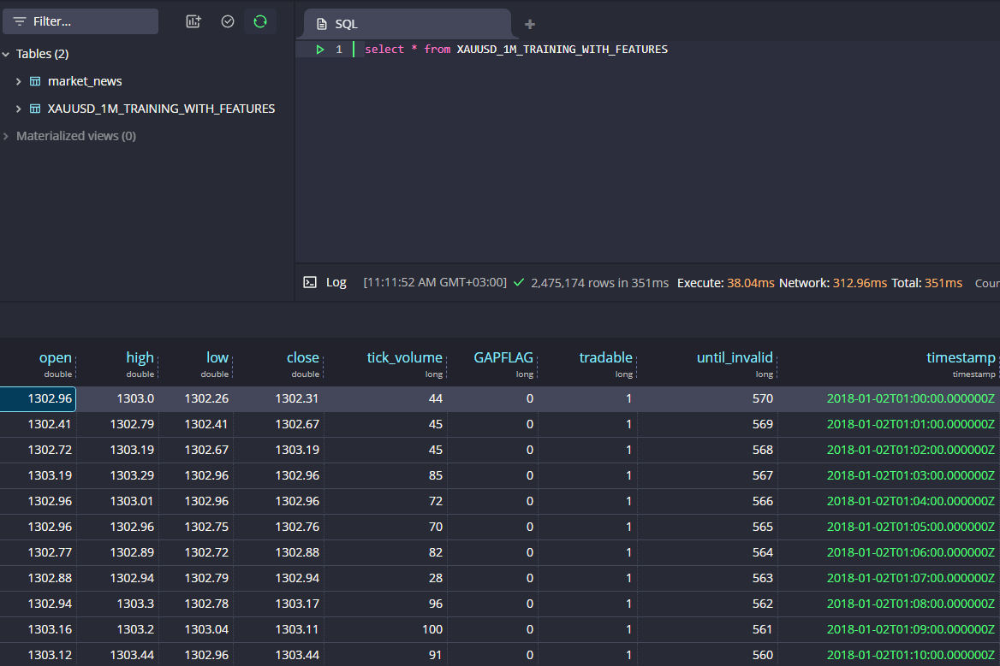 Filter...
SQL
Tables (2)
1 select * from XAUUSD_1M_TRAINING_WITH_FEATURES
market_news
XAUUSD_1M_TRAINING_WITH_FEATURES
Materialized views (0)
Log [11:11:52 AM GMT+03:00] 2,475,174 rows in 351ms Execute: 38.04ms Network: 312.96ms Total: 351ms Cour
open high low close tick_volume GAPFLAG tradable until_invalid timestamp
double double double double long long long long timestamp
1302.96 1303.0 1302.26 1302.31 44 0 1 570 2018-01-02T01:00:00.000000Z
1302.41 1302.79 1302.41 1302.67 45 0 1 569 2018-01-02T01:01:00.000000Z
1302.72 1303.19 1302.67 1303.19 45 0 1 568 2018-01-02T01:02:00.000000Z
1303.19 1303.29 1302.96 1302.96 85 0 1 567 2018-01-02T01:03:00.000000Z
1302.96 1303.01 1302.96 1302.96 72 0 1 566 2018-01-02T01:04:00.000000Z
1302.96 1302.96 1302.75 1302.76 70 0 1 565 2018-01-02T01:05:00.000000Z
1302.77 1302.89 1302.72 1302.88 82 0 1 564 2018-01-02T01:06:00.000000Z
1302.88 1302.94 1302.79 1302.94 28 0 1 563 2018-01-02T01:07:00.000000Z
1302.94 1303.3 1302.78 1303.17 96 0 1 562 2018-01-02T01:08:00.000000Z
1303.16 1303.2 1303.04 1303.11 100 0 1 561 2018-01-02T01:09:00.000000Z
1303.12 1303.44 1302.96 1303.44 91 0 1 560 2018-01-02T01:10:00.000000Z